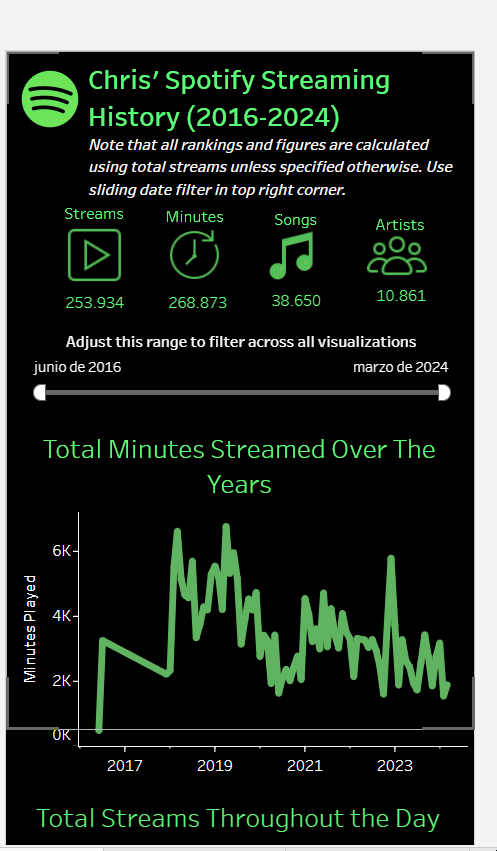 Chris’ Spotify Streaming
History (2016-2024)
Note that all rankings and figures are calculated
using total streams unless specified otherwise. Use
sliding date filter in top right corner.
Streams Minutes Songs Artists
253.934 268.873 38.650 10.861
Adjust this range to filter across all visualizations
junio de 2016 marzo de 2024
Total Minutes Streamed Over The
Years
Minutes Played
6K
4K
2K
0K
2017 2019 2021 2023
Total Streams Throughout the Day